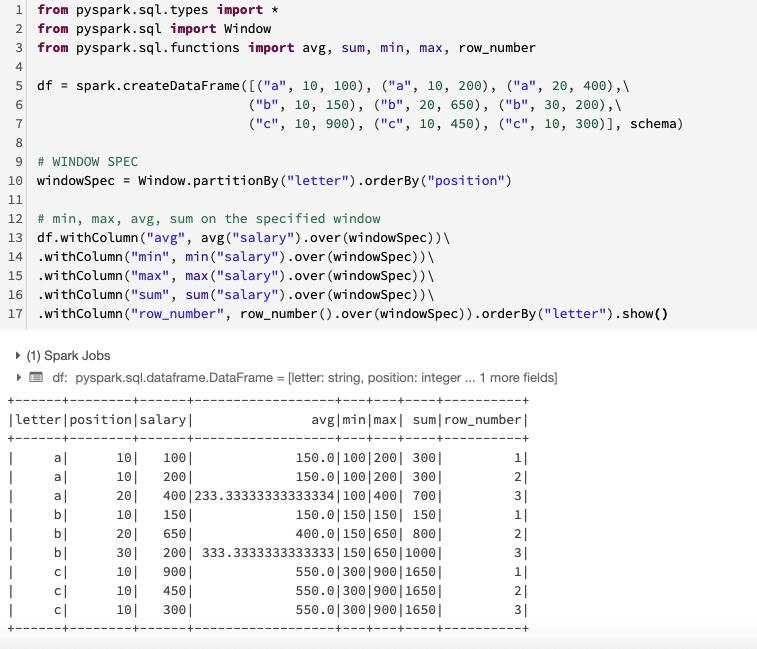 1 from pyspark.sql.types import *
2 from pyspark.sql import Window
3 from pyspark.sql.functions import avg, sum, min, max, row_number
4
5 df = spark.createDataFrame([("a", 10, 100), ("a", 10, 200), ("a", 20, 400),\
6                            ("b", 10, 150), ("b", 20, 650), ("b", 30, 200),\
7                            ("c", 10, 900), ("c", 10, 450), ("c", 10, 300)], schema)
8
9 # WINDOW SPEC
10 windowSpec = Window.partitionBy("letter").orderBy("position")
11
12 # min, max, avg, sum on the specified window
13 df.withColumn("avg", avg("salary").over(windowSpec))\
14 .withColumn("min", min("salary").over(windowSpec))\
15 .withColumn("max", max("salary").over(windowSpec))\
16 .withColumn("sum", sum("salary").over(windowSpec))\
17 .withColumn("row_number", row_number().over(windowSpec)).orderBy("letter").show()
(1) Spark Jobs
df: pyspark.sql.dataframe.DataFrame = [letter: string, position: integer ... 1 more fields]
+------+--------+------+------------------+---+---+----+----------+
|letter|position|salary|               avg|min|max| sum|row_number|
+------+--------+------+------------------+---+---+----+----------+
|     a|      10|   100|             150.0|100|200| 300|         1|
|     a|      10|   200|             150.0|100|200| 300|         2|
|     a|      20|   400|233.33333333333334|100|400| 700|         3|
|     b|      10|   150|             150.0|150|150| 150|         1|
|     b|      20|   650|             400.0|150|650| 800|         2|
|     b|      30|   200| 333.3333333333333|150|650|1000|         3|
|     c|      10|   900|             550.0|300|900|1650|         1|
|     c|      10|   450|             550.0|300|900|1650|         2|
|     c|      10|   300|             550.0|300|900|1650|         3|
+------+--------+------+------------------+---+---+----+----------+